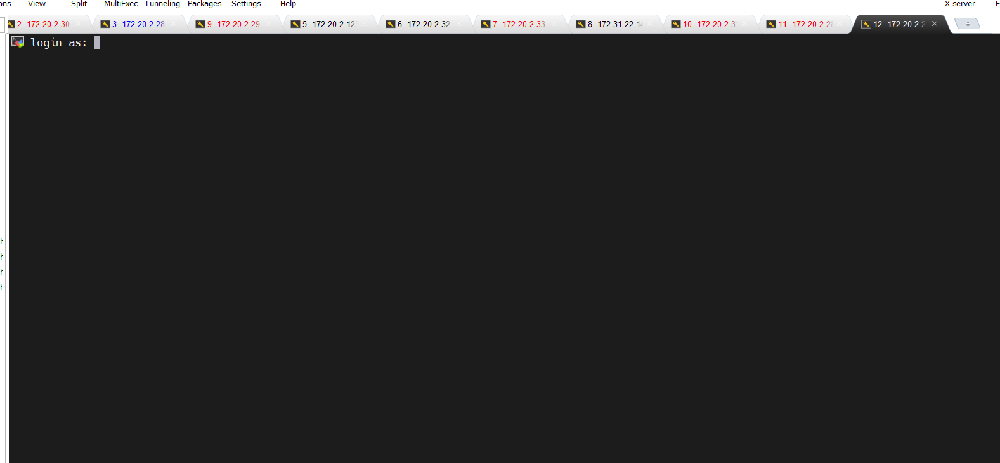 View Split MultiExec Tunneling Packages Settings Help X server
2. 172.20.2.30 3. 172.20.2.28 9. 172.20.2.29 5. 172.20.2.12 6. 172.20.2.32 7. 172.20.2.33 8. 172.31.22.1 10. 172.20.2.3 11. 172.20.2.28 12. 172.20.2.2
login as: